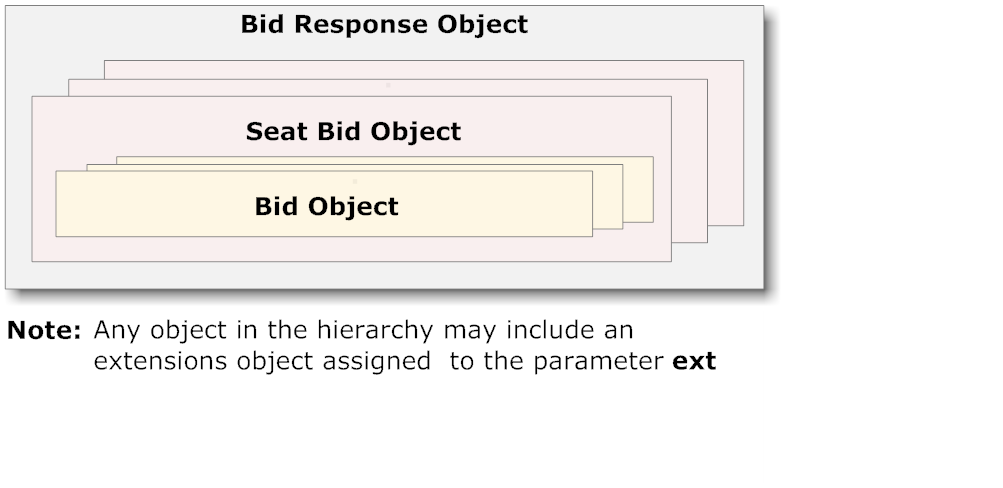 Bid Response Object
Seat Bid Object
Bid Object
Note: Any object in the hierarchy may include an
extensions object assigned  to the parameter ext